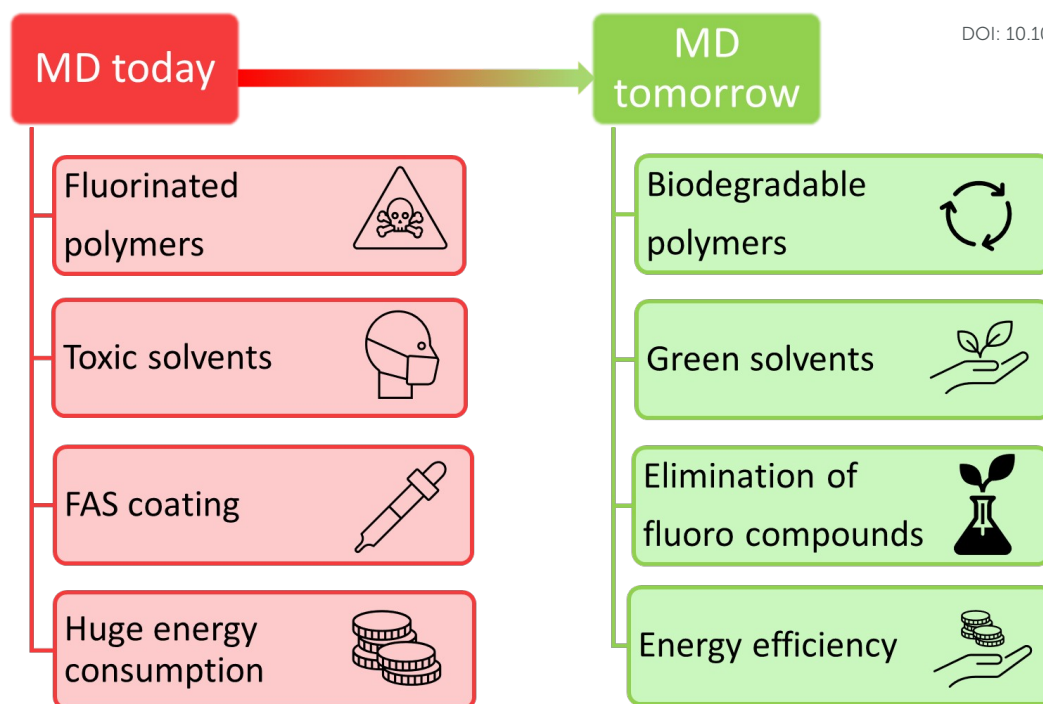 MD today
MD
tomorrow
DOI: 10.10
Fluorinated
polymers
Toxic solvents
FAS coating
Huge energy
consumption
Biodegradable
polymers
Green solvents
Elimination of
fluoro compounds
Energy efficiency